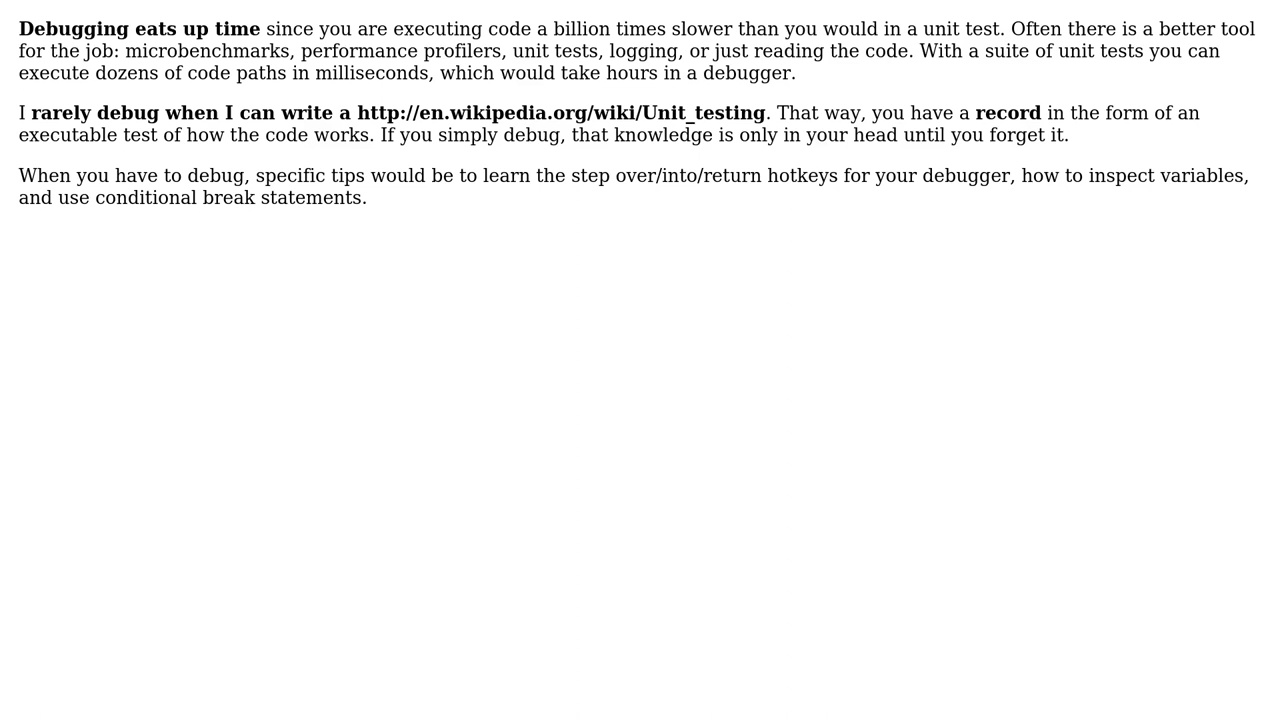 Debugging eats up time since you are executing code a billion times slower than you would in a unit test. Often there is a better tool
for the job: microbenchmarks, performance profilers, unit tests, logging, or just reading the code. With a suite of unit tests you can
execute dozens of code paths in milliseconds, which would take hours in a debugger.
I rarely debug when I can write a http://en.wikipedia.org/wiki/Unit_testing. That way, you have a record in the form of an
executable test of how the code works. If you simply debug, that knowledge is only in your head until you forget it.
When you have to debug, specific tips would be to learn the step over/into/return hotkeys for your debugger, how to inspect variables,
and use conditional break statements.